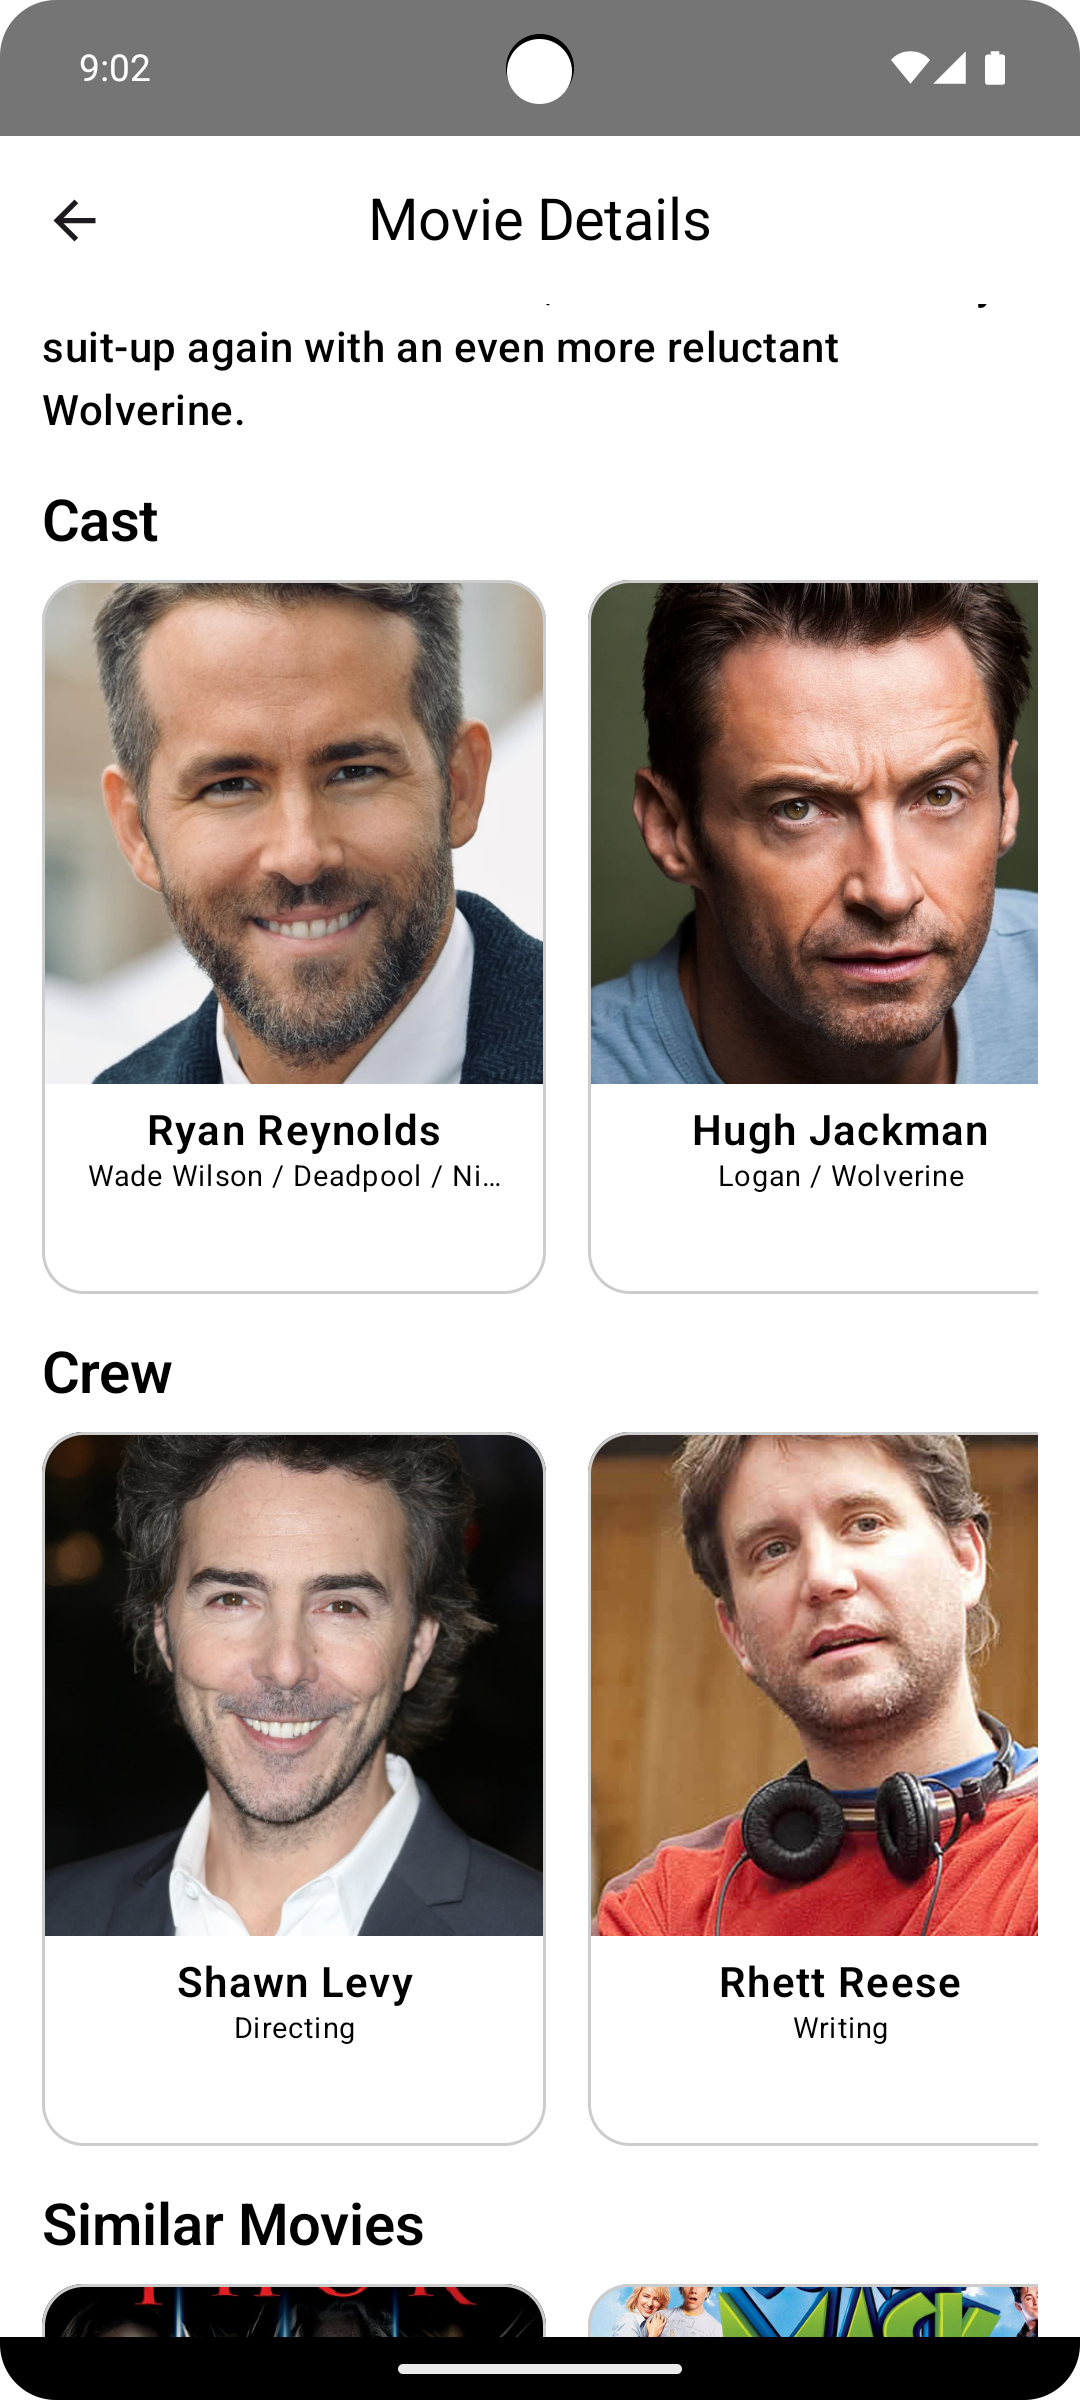 9:02
Movie Details
suit-up again with an even more reluctant
Wolverine.
Cast
Ryan Reynolds
Wade Wilson / Deadpool / Ni...
Hugh Jackman
Logan / Wolverine
Crew
Shawn Levy
Directing
Rhett Reese
Writing
Similar Movies